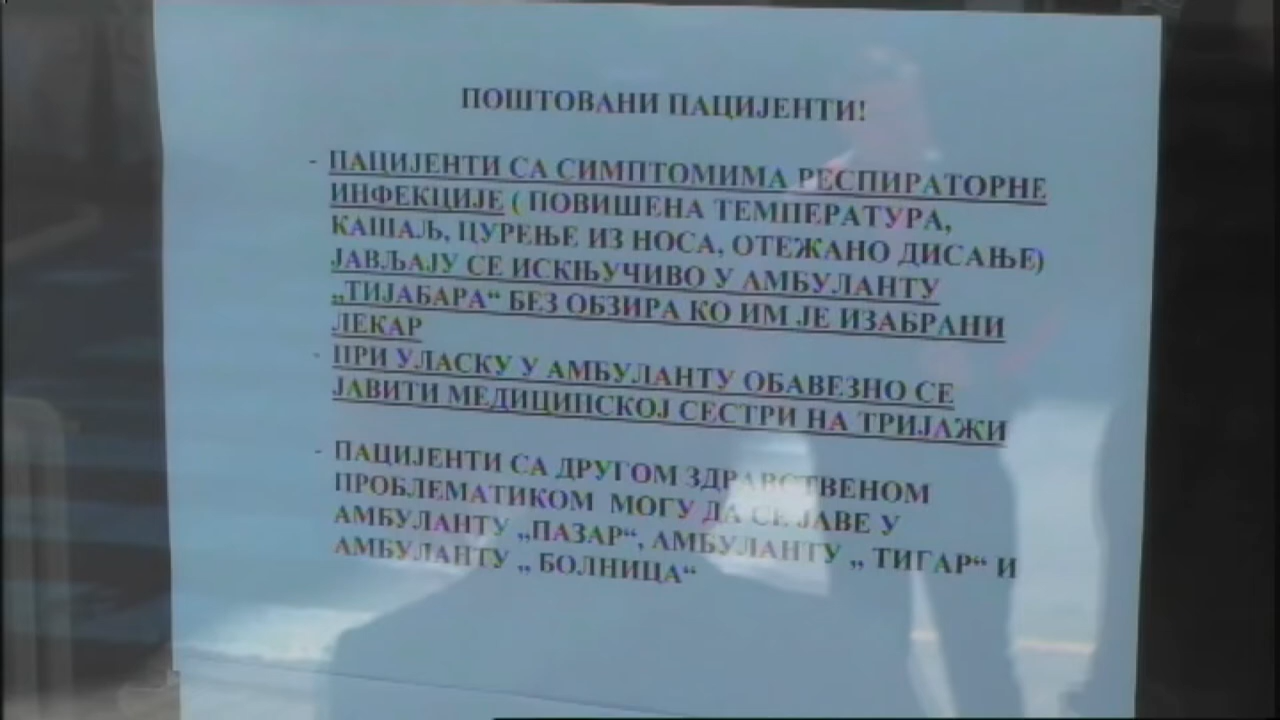 ПОШТОВАНИ ПАЦИЈЕНТИ!
- ПАЦИЈЕНТИ СА СИМПТОМИМА РЕСПИРАТОРНЕ
ИНФЕКЦИЈЕ ( ПОВИШЕНА ТЕМПЕРАТУРА,
КАШАЉ, ЦУРЕЊЕ ИЗ НОСА, ОТЕЖАНО ДИСАЊЕ)
ЈАВЉАЈУ СЕ ИСКЊУЧИВО У АМБУЛАНТУ
„ТИЈАБАРА“ БЕЗ ОБЗИРА КО ИМ ЈЕ ИЗАБРАНИ
ЛЕКАР
- ПРИ УЛАСКУ У АМБУЛАНТУ ОБАВЕЗНО СЕ
ЈАВИТИ МЕДИЦИНСКОЈ СЕСТРИ НА ТРИЈАЖИ
- ПАЦИЈЕНТИ СА ДРУГОМ ЗДРАВСТВЕНОМ
ПРОБЛЕМАТИКОМ МОГУ ДА СЕ ЈАВЕ У
АМБУЛАНТУ „ПАЗАР“, АМБУЛАНТУ „ ТИГАР“ И
АМБУЛАНТУ „ БОЛНИЦА“